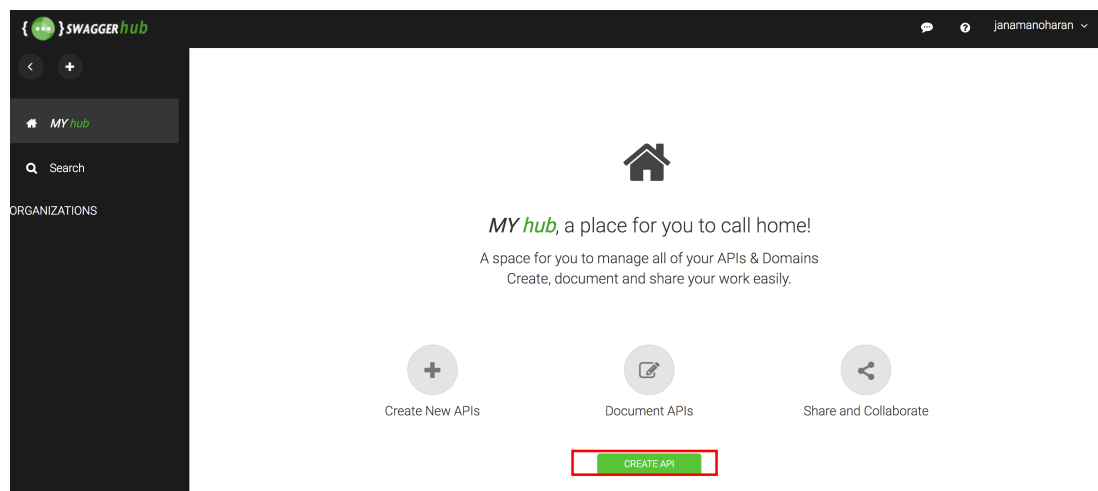 { ... } SWAGGER hub
janamanoharan
MY hub
Search
ORGANIZATIONS
MY hub, a place for you to call home!
A space for you to manage all of your APIs & Domains
Create, document and share your work easily.
Create New APIs
Document APIs
Share and Collaborate
CREATE API